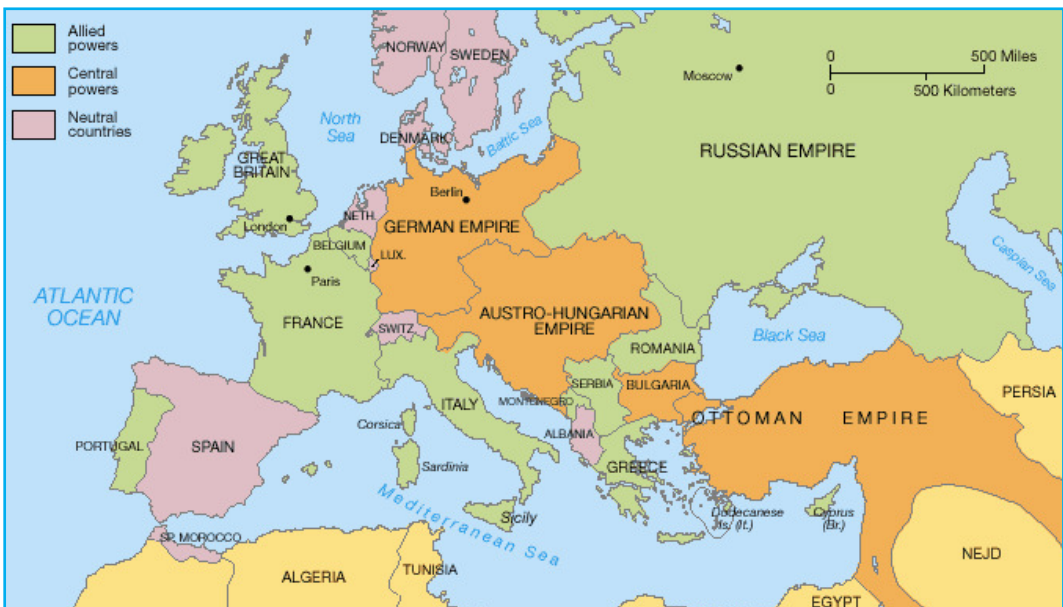 Allied
powers
Central
powers
Neutral
countries
NORWAY
SWEDEN
Moscow
0
500 Miles
0
500 Kilometers
North
Sea
DENMARK
Baltic Sea
RUSSIAN EMPIRE
GREAT
BRITAIN
London
NETH.
Berlin
GERMAN EMPIRE
BELGIUM
LUX.
Paris
Caspian Sea
ATLANTIC
OCEAN
FRANCE
SWITZ.
AUSTRO-HUNGARIAN
EMPIRE
ROMANIA
Black Sea
SERBIA
BULGARIA
MONTENEGRO
ITALY
PERSIA
OTTOMAN EMPIRE
Corsica
ALBANIA
PORTUGAL
SPAIN
Sardinia
GREECE
Mediterranean Sea
Sicily
Dodecanese
Is. (It.)
Cyprus
(Br.)
SP. MOROCCO
ALGERIA
TUNISIA
NEJD
EGYPT